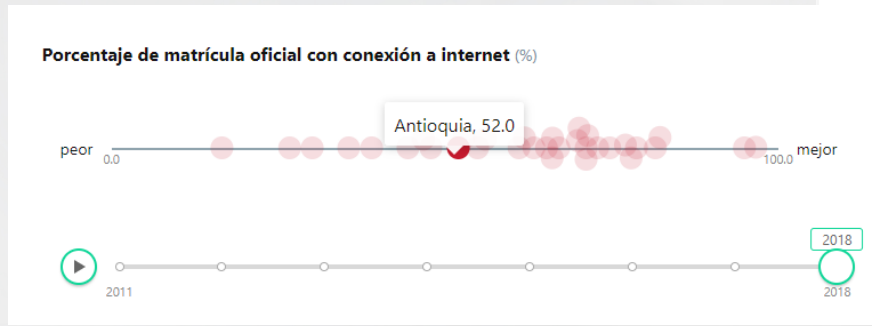 Porcentaje de matrícula oficial con conexión a internet (%)
Antioquia, 52.0
peor
0.0
100.0
mejor
2018
2011
2018